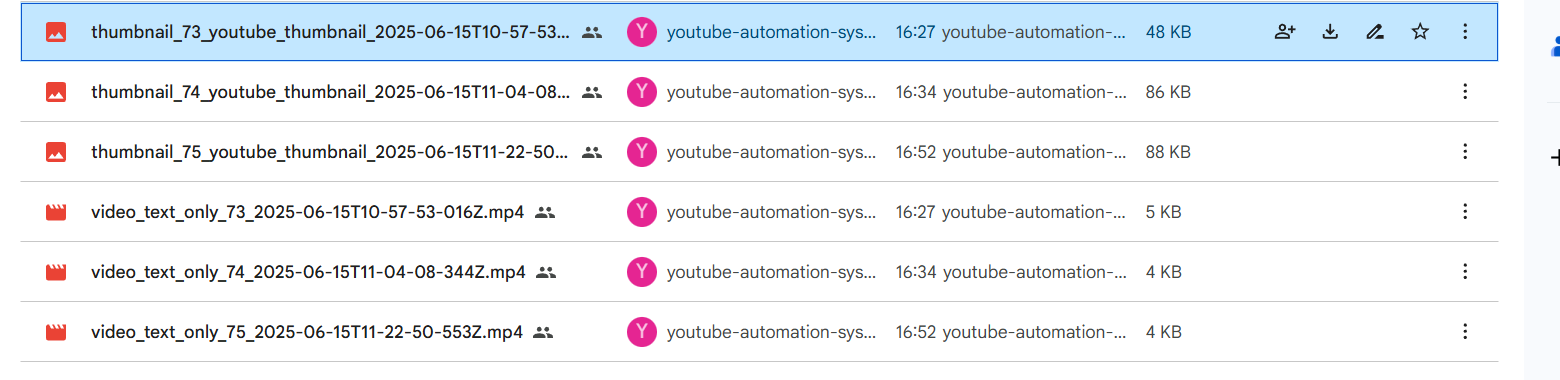 thumbnail_73_youtube_thumbnail_2025-06-15T10-57-53... Y youtube-automation-sys... 16:27 youtube-automation-... 48 KB
thumbnail_74_youtube_thumbnail_2025-06-15T11-04-08... Y youtube-automation-sys... 16:34 youtube-automation-... 86 KB
thumbnail_75_youtube_thumbnail_2025-06-15T11-22-50... Y youtube-automation-sys... 16:52 youtube-automation-... 88 KB
video_text_only_73_2025-06-15T10-57-53-016Z.mp4 Y youtube-automation-sys... 16:27 youtube-automation-... 5 KB
video_text_only_74_2025-06-15T11-04-08-344Z.mp4 Y youtube-automation-sys... 16:34 youtube-automation-... 4 KB
video_text_only_75_2025-06-15T11-22-50-553Z.mp4 Y youtube-automation-sys... 16:52 youtube-automation-... 4 KB